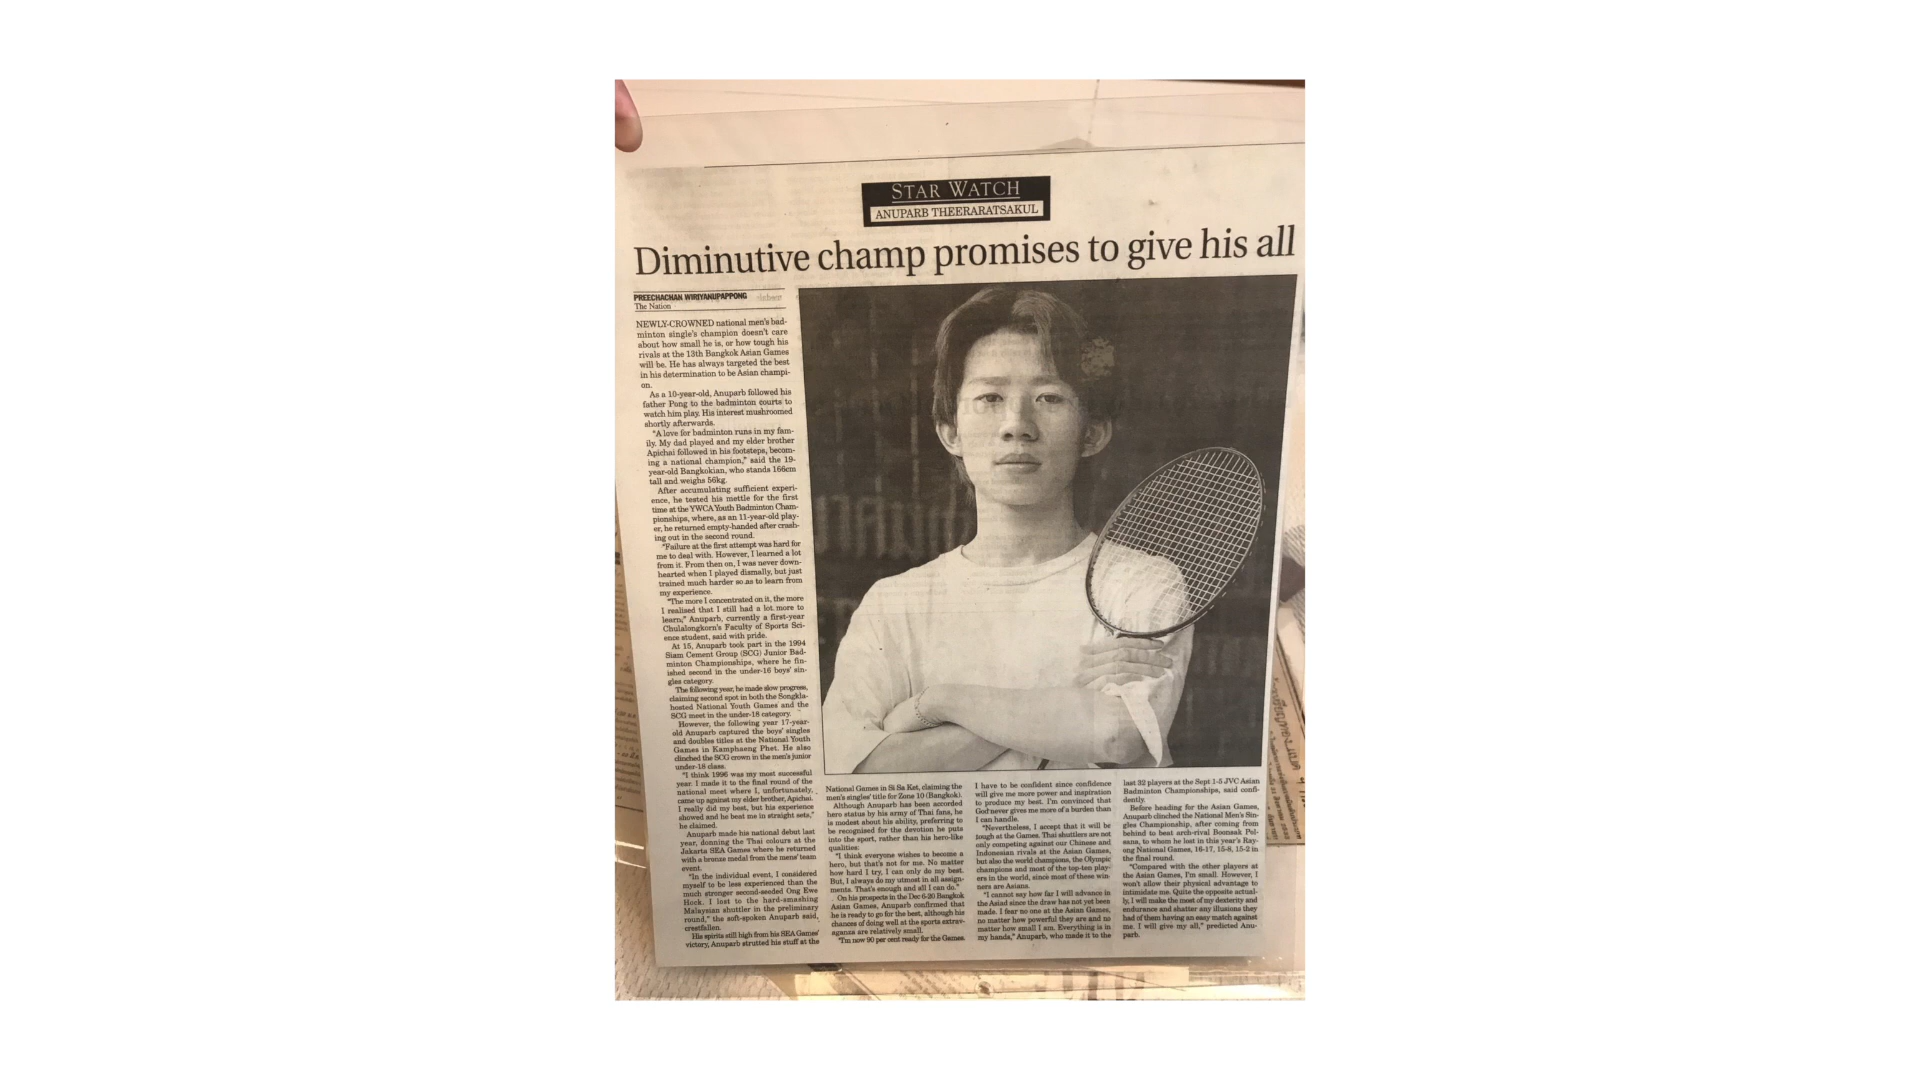 STAR WATCH
ANUPARB THEERARATSAKUL
Diminutive champ promises to give his all
PREECHACHAN WIRIYANUPAPPONG
The Nation
NEWLY-CROWNED national men's bad-
minton single's champion doesn't care
about how small he is, or how tough his
rivals at the 13th Bangkok Asian Games
will be. He has always targeted the best
in his determination to be Asian champi-
on.
As a 10-year-old, Anuparb followed his
father Pong to the badminton courts to
watch him play. His interest mushroomed
shortly afterwards.
"A love for badminton runs in my fam-
ily. My dad played and my elder brother
Apichai followed in his footsteps, becom-
ing a national champion," said the 19-
year-old Bangkokian, who stands 166cm
tall and weighs 56kg.
After accumulating sufficient experi-
ence, he tested his mettle for the first
time at the YWCA Youth Badminton Cham-
pionships, where, as an 11-year-old play-
er, he returned empty-handed after crash-
ing out in the second round.
"Failure at the first attempt was hard for
me to deal with. However, I learned a lot
from it. From then on, I was never down-
hearted when I played dismally, but just
trained much harder so as to learn from
my experience.
"The more I concentrated on it, the more
I realised that I still had a lot more to
learn," Anuparb, currently a first-year
Chulalongkorn's Faculty of Sports Sci-
ence student, said with pride.
At 15, Anuparb took part in the 1994
Siam Cement Group (SCG) Junior Bad-
minton Championships, where he fin-
ished second in the under-16 boys' sin-
gles category.
The following year, he made slow progress,
claiming second spot in both the Songkla-
hosted National Youth Games and the
SCG meet in the under-18 category.
However, the following year 17-year-
old Anuparb captured the boys' singles
and doubles titles at the National Youth
Games in Kamphaeng Phet. He also
clinched the SCG crown in the men's junior
under-18 class.
"I think 1996 was my most successful
year. I made it to the final round of the
national meet where I, unfortunately,
came up against my elder brother, Apichai.
I really did my best, but his experience
showed and he beat me in straight sets,"
he claimed.
Anuparb made his national debut last
year, donning the Thai colours at the
Jakarta SEA Games where he returned
with a bronze medal from the mens' team
event.
"In the individual event, I considered
myself to be less experienced than the
much stronger second-seeded Ong Ewe
Hock. I lost to the hard-smashing
Malaysian shuttler in the preliminary
round," the soft-spoken Anuparb said,
crestfallen.
His spirits still high from his SEA Games'
victory, Anuparb strutted his stuff at the
National Games in Si Sa Ket, claiming the
men's singles' title for Zone 10 (Bangkok).
Although Anuparb has been accorded
hero status by his army of Thai fans, he
is modest about his ability, preferring to
be recognised for the devotion he puts
into the sport, rather than his hero-like
qualities.
"I think everyone wishes to become a
hero, but that's not for me. No matter
how hard I try, I can only do my best.
But, I always do my utmost in all assign-
ments. That's enough and all I can do."
On his prospects in the Dec 6-20 Bangkok
Asian Games, Anuparb confirmed that
he is ready to go for the best, although his
chances of doing well at the sports extrav-
aganza are relatively small.
"I'm now 90 per cent ready for the Games.
I have to be confident since confidence
will give me more power and inspiration
to produce my best. I'm convinced that
God never gives me more of a burden than
I can handle.
"Nevertheless, I accept that it will be
tough at the Games. Thai shuttlers are not
only competing against our Chinese and
Indonesian rivals at the Asian Games,
but also the world champions, the Olympic
champions and most of the top-ten play-
ers in the world, since most of these win-
ners are Asians.
"I cannot say how far I will advance in
the Asiad since the draw has not yet been
made. I fear no one at the Asian Games,
no matter how powerful they are and no
matter how small I am. Everything is in
my hands," Anuparb, who made it to the
last 32 players at the Sept 1-5 JVC Asian
Badminton Championships, said confi-
dently.
Before heading for the Asian Games,
Anuparb clinched the National Men's Sin-
gles Championship, after coming from
behind to beat arch-rival Boonsak Pol-
sana, to whom he lost in this year's Ray-
ong National Games, 16-17, 15-8, 15-2 in
the final round.
"Compared with the other players at
the Asian Games, I'm small. However, I
won't allow their physical advantage to
intimidate me. Quite the opposite actual-
ly, I will make the most of my dexterity and
endurance and shatter any illusions they
had of them having an easy match against
me. I will give my all," predicted Anu-
parb.